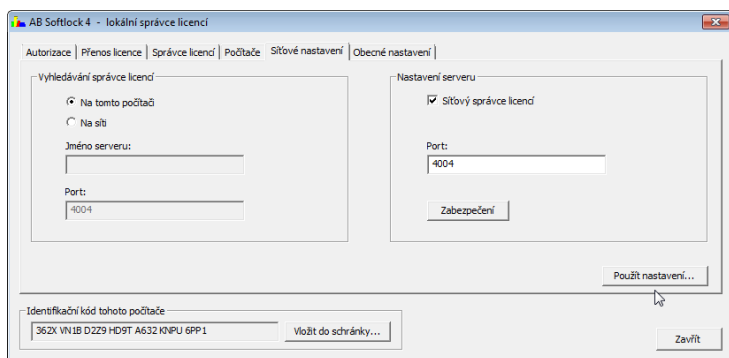 AB Softlock 4 - lokální správce licencí
Autorizace
Přenos licence
Správce licencí
Počítače
Síťové nastavení
Obecné nastavení
Vyhledávání správce licencí
Na tomto počítači
Na síti
Jméno serveru:
Port:
4004
Nastavení serveru
Síťový správce licencí
Port:
4004
Zabezpečení
Použít nastavení...
Identifikační kód tohoto počítače
362X VN1B D2Z9 HD9T A632 KNPU 6PP1
Vložit do schránky...
Zavřít